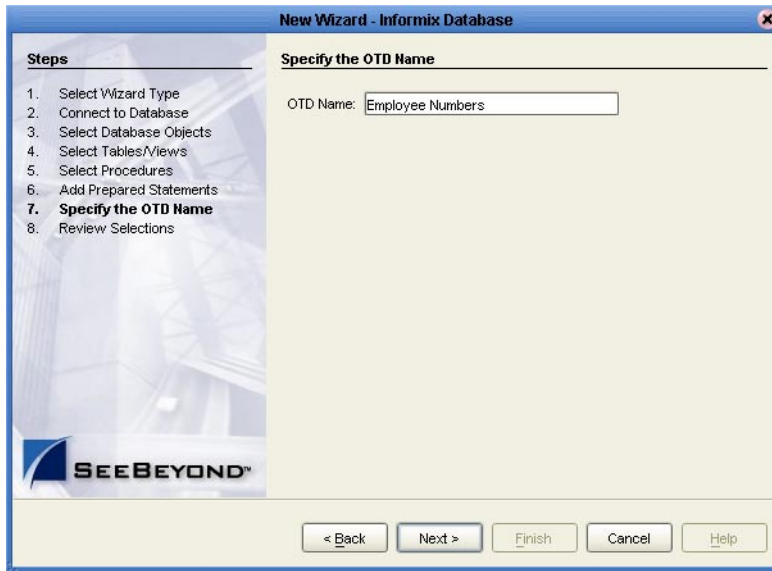 New Wizard - Informix Database
Steps
1. Select Wizard Type
2. Connect to Database
3. Select Database Objects
4. Select Tables/Views
5. Select Procedures
6. Add Prepared Statements
7. Specify the OTD Name
8. Review Selections
SEEBEYOND™
Specify the OTD Name
OTD Name: Employee Numbers
< Back Next > Finish Cancel Help